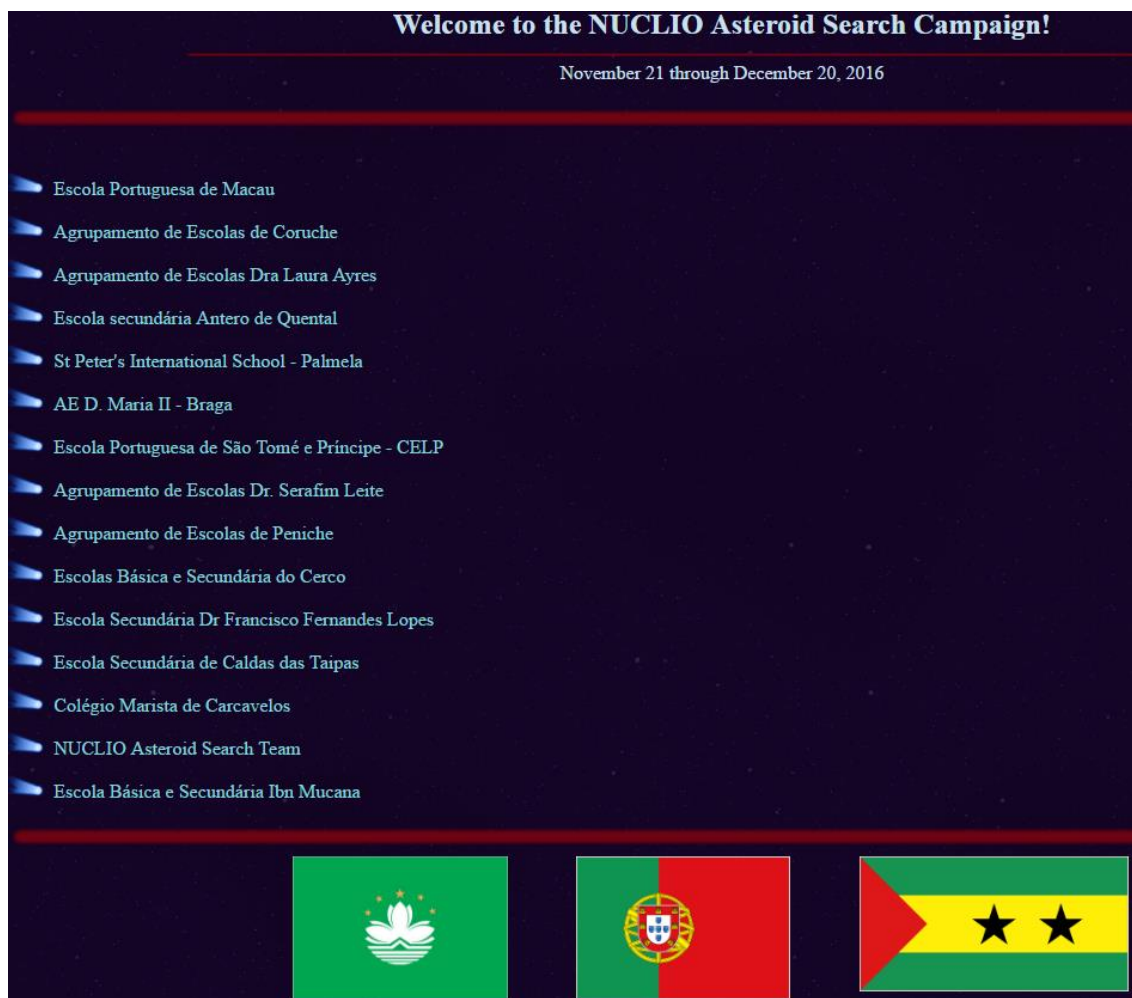 Welcome to the NUCLIO Asteroid Search Campaign!
November 21 through December 20, 2016
Escola Portuguesa de Macau
Agrupamento de Escolas de Coruche
Agrupamento de Escolas Dra Laura Ayres
Escola secundária Antero de Quental
St Peter's International School - Palmela
AE D. Maria II - Braga
Escola Portuguesa de São Tomé e Príncipe - CELP
Agrupamento de Escolas Dr. Serafim Leite
Agrupamento de Escolas de Peniche
Escolas Básica e Secundária do Cerco
Escola Secundária Dr Francisco Fernandes Lopes
Escola Secundária de Caldas das Taipas
Colégio Marista de Carcavelos
NUCLIO Asteroid Search Team
Escola Básica e Secundária Ibn Mucana